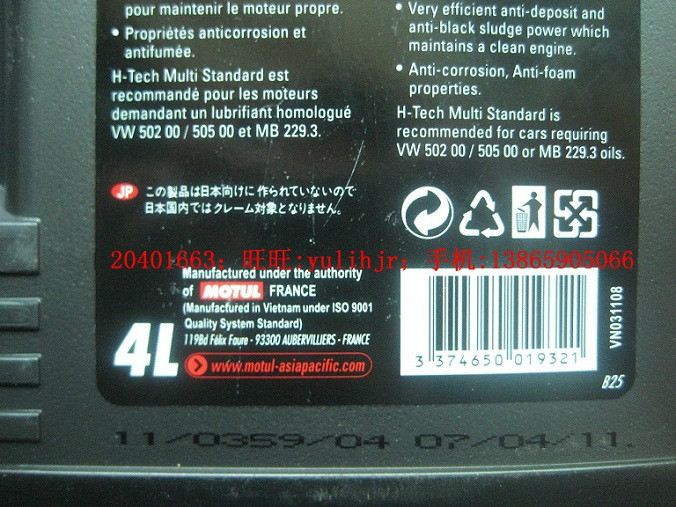 pour maintenir le moteur propre.
• Propriétés anticorrosion et
antifumée.
H-Tech Multi Standard est
recommandé pour les moteurs
demandant un lubrifiant homologué
VW 502 00 / 505 00 et MB 229.3.
• Very efficient anti-deposit and
anti-black sludge power which
maintains a clean engine.
• Anti-corrosion, Anti-foam
properties.
H-Tech Multi Standard is
recommended for cars requiring
VW 502 00 / 505 00 or MB 229.3 oils.
JP この製品は日本向けに作られていないので
日本国内ではクレーム対象となりません。
20401663; 旺旺:yulihjr; 手机:13865905066
Manufactured under the authority
of MOTUL FRANCE
(Manufactured in Vietnam under ISO 9001
Quality System Standard)
119Bd Félix Faure - 93300 AUBERVILLIERS - FRANCE
4L
www.motul-asiapacific.com
3 374650 019321
VN031108
B25
11/0359/04 07/04/11.